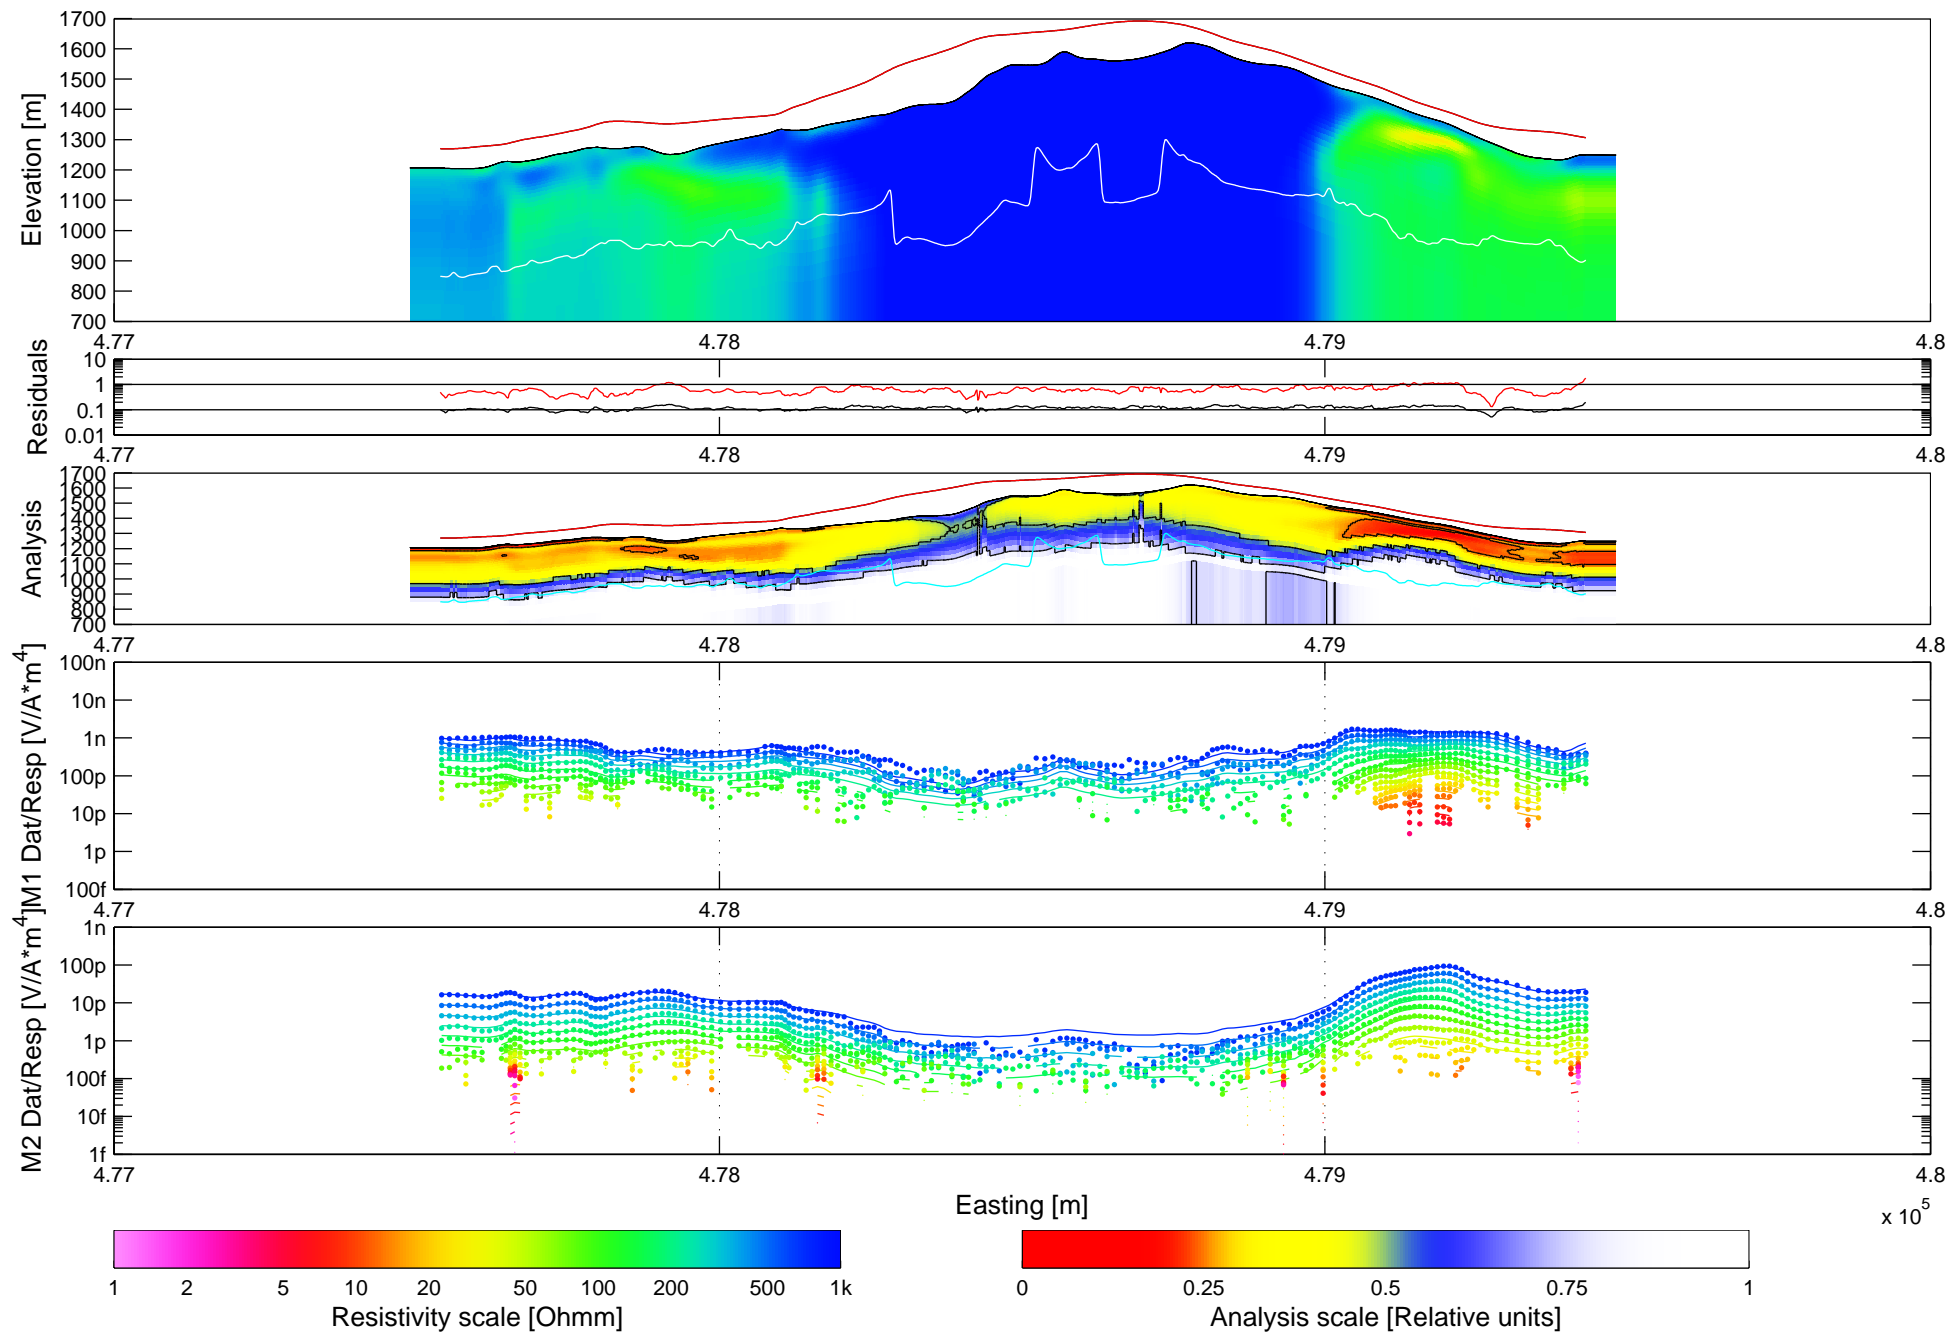 1700
1600
1500
1400
1300
1200
1100
1000
900
800
700
Elevation [m]
4.77 4.78 4.79 4.8
10
1
0.1
0.01
Residuals
4.77 4.78 4.79 4.8
1700
1600
1500
1400
1300
1200
1100
1000
900
800
700
Analysis
4.77 4.78 4.79 4.8
100n
10n
1n
100p
10p
1p
100f
M1 Dat/Resp [V/A*m^4]
4.77 4.78 4.79 4.8
1n
100p
10p
1p
100f
10f
1f
M2 Dat/Resp [V/A*m^4]
4.77 4.78 4.79 4.8
Easting [m]
x 10^5
1 2 5 10 20 50 100 200 500 1k
Resistivity scale [Ohmm]
0 0.25 0.5 0.75 1
Analysis scale [Relative units]